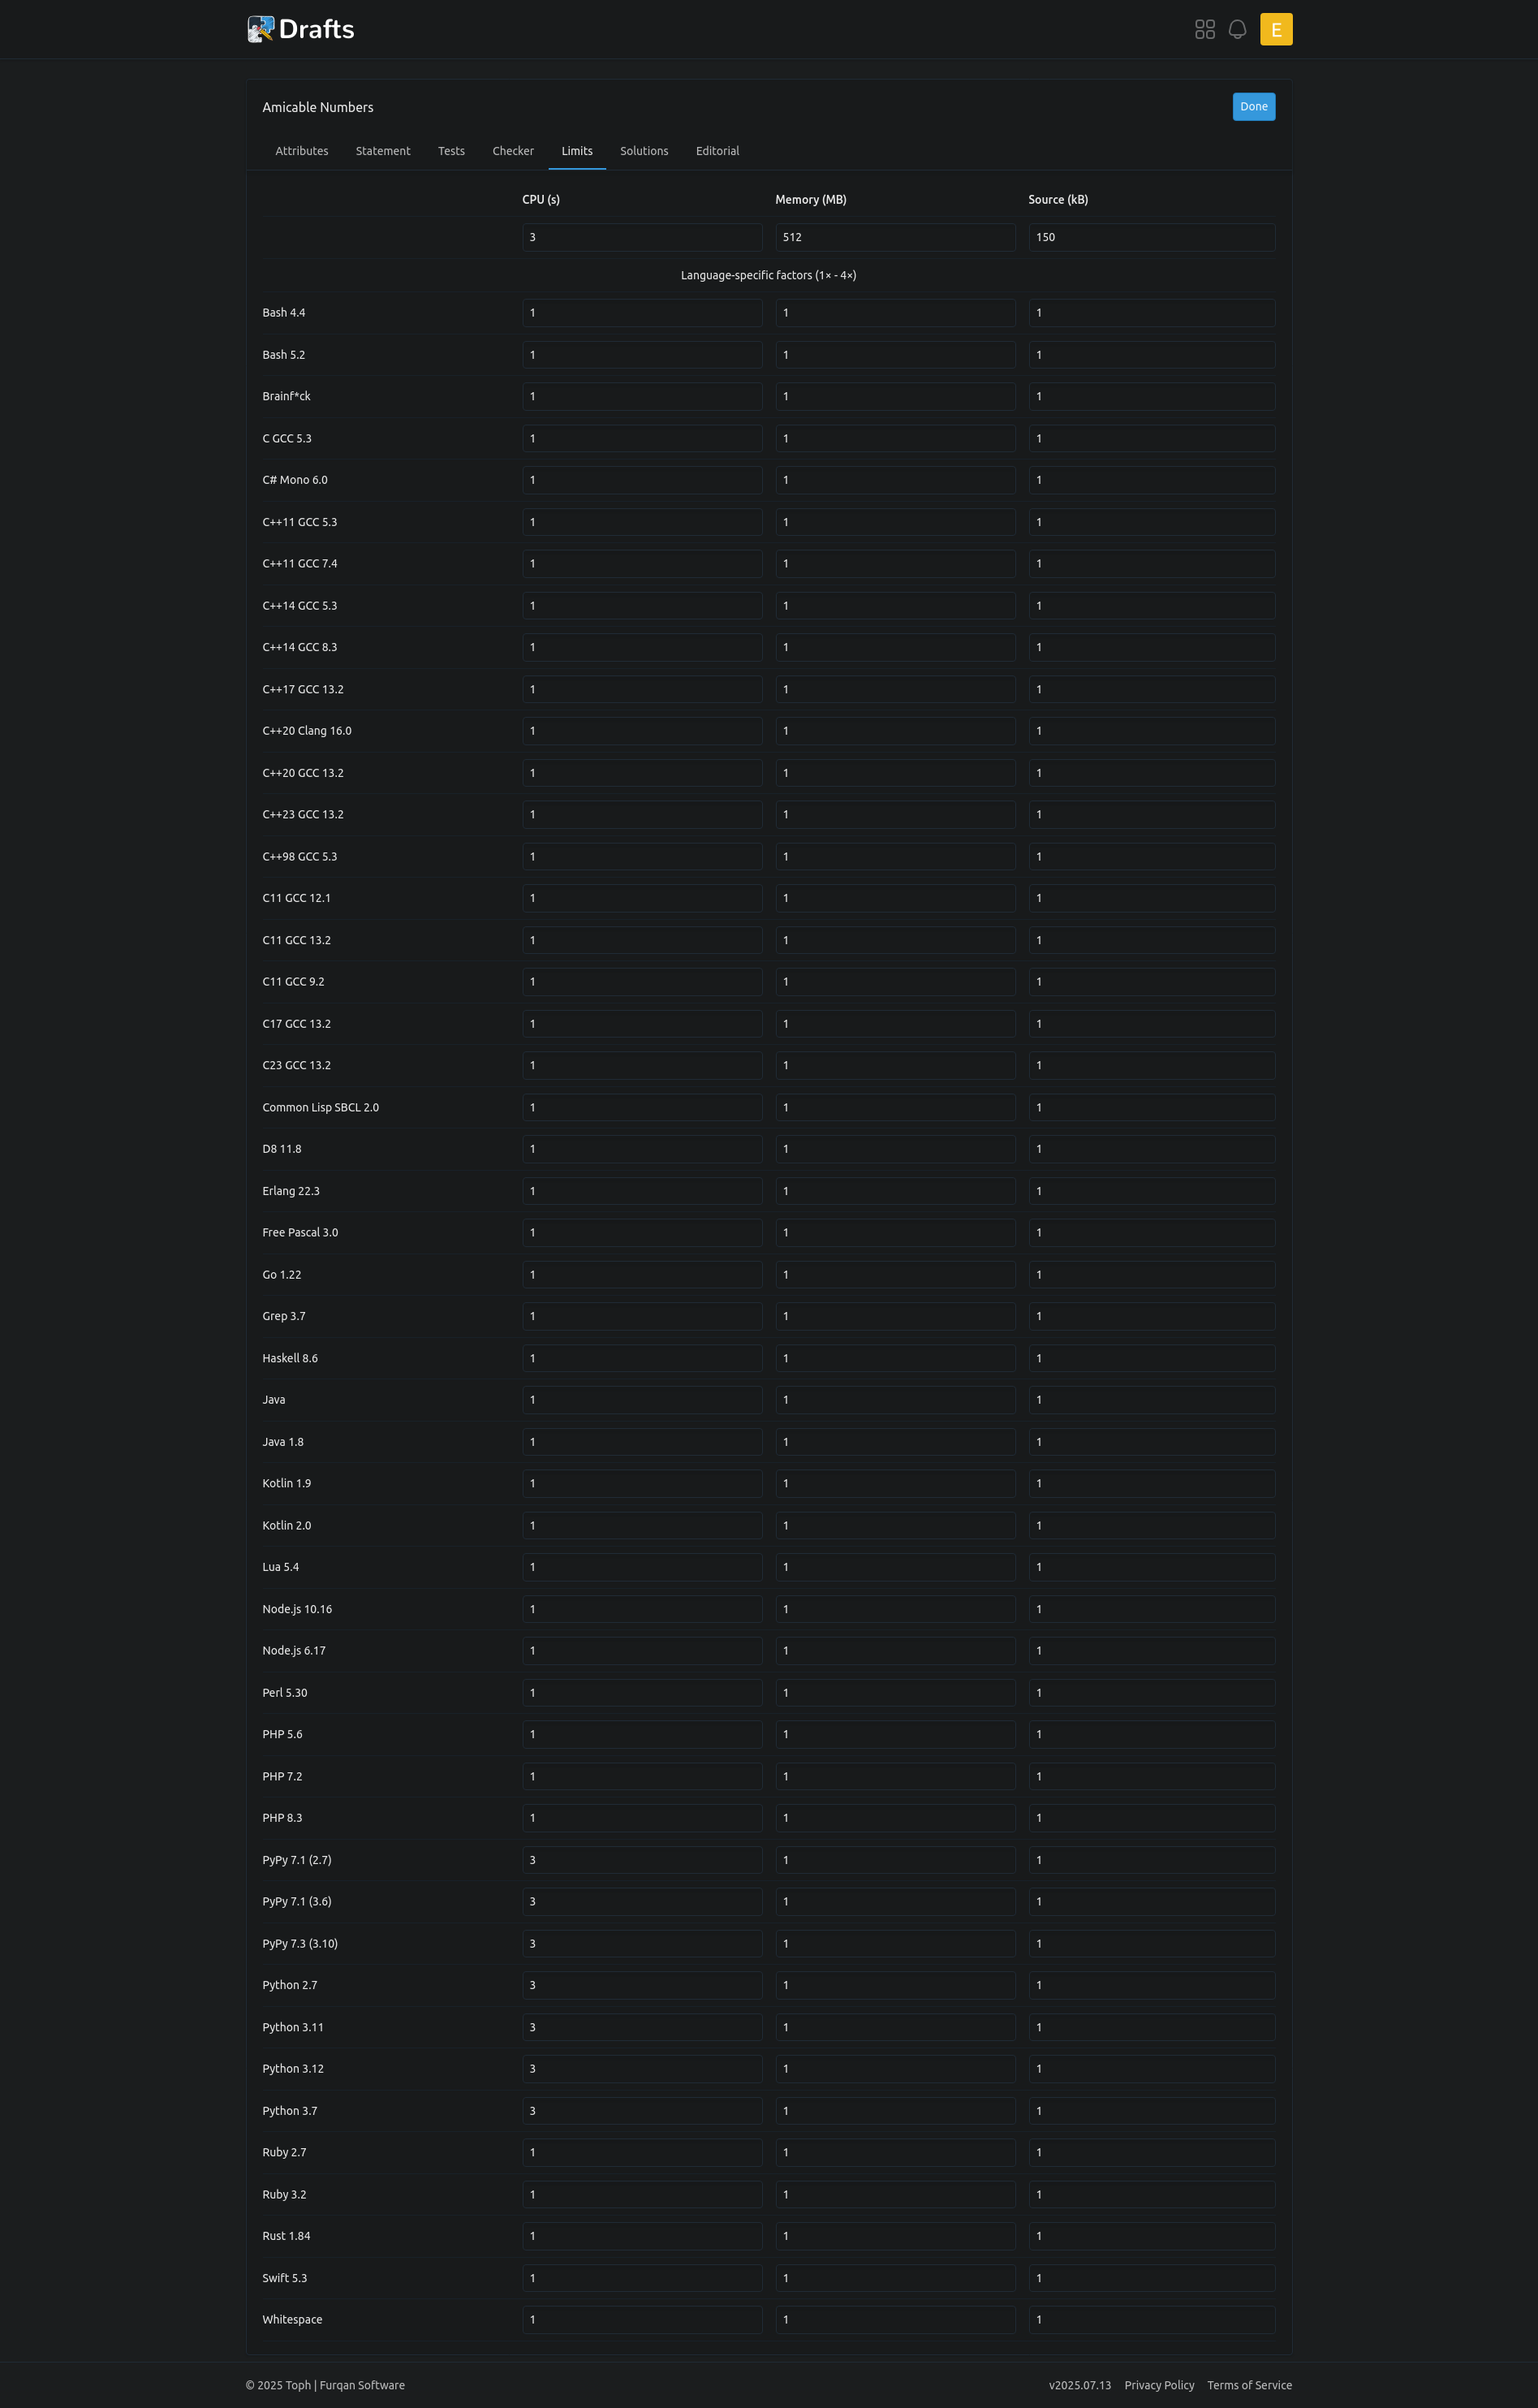 Drafts
E
Amicable Numbers Done
Attributes Statement Tests Checker Limits Solutions Editorial
CPU (s) Memory (MB) Source (kB)
3 512 150
Language-specific factors (1× - 4×)
Bash 4.4 1 1 1
Bash 5.2 1 1 1
Brainf*ck 1 1 1
C GCC 5.3 1 1 1
C# Mono 6.0 1 1 1
C++11 GCC 5.3 1 1 1
C++11 GCC 7.4 1 1 1
C++14 GCC 5.3 1 1 1
C++14 GCC 8.3 1 1 1
C++17 GCC 13.2 1 1 1
C++20 Clang 16.0 1 1 1
C++20 GCC 13.2 1 1 1
C++23 GCC 13.2 1 1 1
C++98 GCC 5.3 1 1 1
C11 GCC 12.1 1 1 1
C11 GCC 13.2 1 1 1
C11 GCC 9.2 1 1 1
C17 GCC 13.2 1 1 1
C23 GCC 13.2 1 1 1
Common Lisp SBCL 2.0 1 1 1
D8 11.8 1 1 1
Erlang 22.3 1 1 1
Free Pascal 3.0 1 1 1
Go 1.22 1 1 1
Grep 3.7 1 1 1
Haskell 8.6 1 1 1
Java 1 1 1
Java 1.8 1 1 1
Kotlin 1.9 1 1 1
Kotlin 2.0 1 1 1
Lua 5.4 1 1 1
Node.js 10.16 1 1 1
Node.js 6.17 1 1 1
Perl 5.30 1 1 1
PHP 5.6 1 1 1
PHP 7.2 1 1 1
PHP 8.3 1 1 1
PyPy 7.1 (2.7) 3 1 1
PyPy 7.1 (3.6) 3 1 1
PyPy 7.3 (3.10) 3 1 1
Python 2.7 3 1 1
Python 3.11 3 1 1
Python 3.12 3 1 1
Python 3.7 3 1 1
Ruby 2.7 1 1 1
Ruby 3.2 1 1 1
Rust 1.84 1 1 1
Swift 5.3 1 1 1
Whitespace 1 1 1
© 2025 Toph | Furqan Software v2025.07.13 Privacy Policy Terms of Service